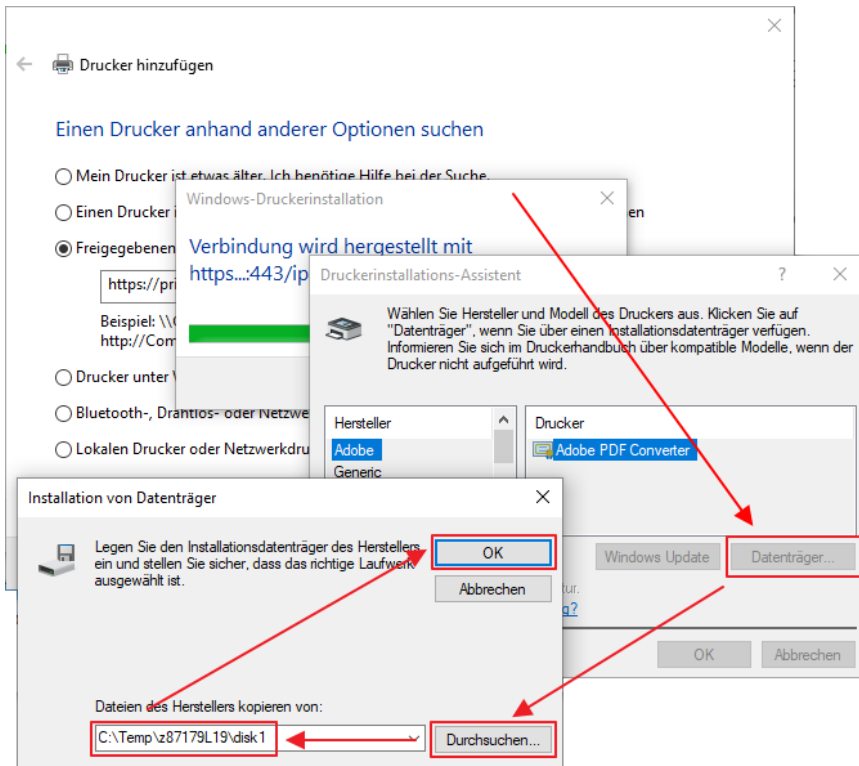 Drucker hinzufügen
Einen Drucker anhand anderer Optionen suchen
Mein Drucker ist etwas älter. Ich benötige Hilfe bei der Suche.
Einen Drucker
en
Freigegebenen
https://pri
Beispiel: \\
http://Com
Drucker unter
Bluetooth-, Drahtlos- oder Netzwe
Lokalen Drucker oder Netzwerkdru
Windows-Druckerinstallation
Verbindung wird hergestellt mit
https...:443/ip
Druckerinstallations-Assistent
Wählen Sie Hersteller und Modell des Druckers aus. Klicken Sie auf
"Datenträger", wenn Sie über einen Installationsdatenträger verfügen.
Informieren Sie sich im Druckerhandbuch über kompatible Modelle, wenn der
Drucker nicht aufgeführt wird.
Hersteller
Adobe
Generic
Drucker
Adobe PDF Converter
Windows Update
Datenträger...
tur.
g?
OK
Abbrechen
Installation von Datenträger
Legen Sie den Installationsdatenträger des Herstellers
ein und stellen Sie sicher, dass das richtige Laufwerk
ausgewählt ist.
OK
Abbrechen
Dateien des Herstellers kopieren von:
C:\Temp\z87179L19\disk1
Durchsuchen...